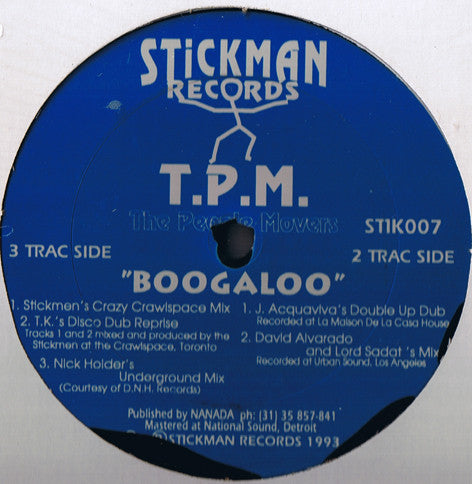 STiCKMAN
RECORDS
T.P.M.
The People Movers
ST1K007
3 TRAC SIDE
2 TRAC SIDE
"BOOGALOO"
1. Stickmen's Crazy Crawlspace Mix
2. T.K.'s Disco Dub Reprise
Tracks 1 and 2 mixed and produced by the
Stickmen at the Crawlspace, Toronto
3. Nick Holder's
Underground Mix
(Courtesy of D.N.H. Records)
1. J. Acquaviva's Double Up Dub
Recorded at La Maison De La Casa House
2. David Alvarado
and Lord Sadat 's Mix
Recorded at Urban Sound, Los Angeles
Published by NANADA ph: (31) 35 857-841
Mastered at National Sound, Detroit
℗©STICKMAN RECORDS 1993